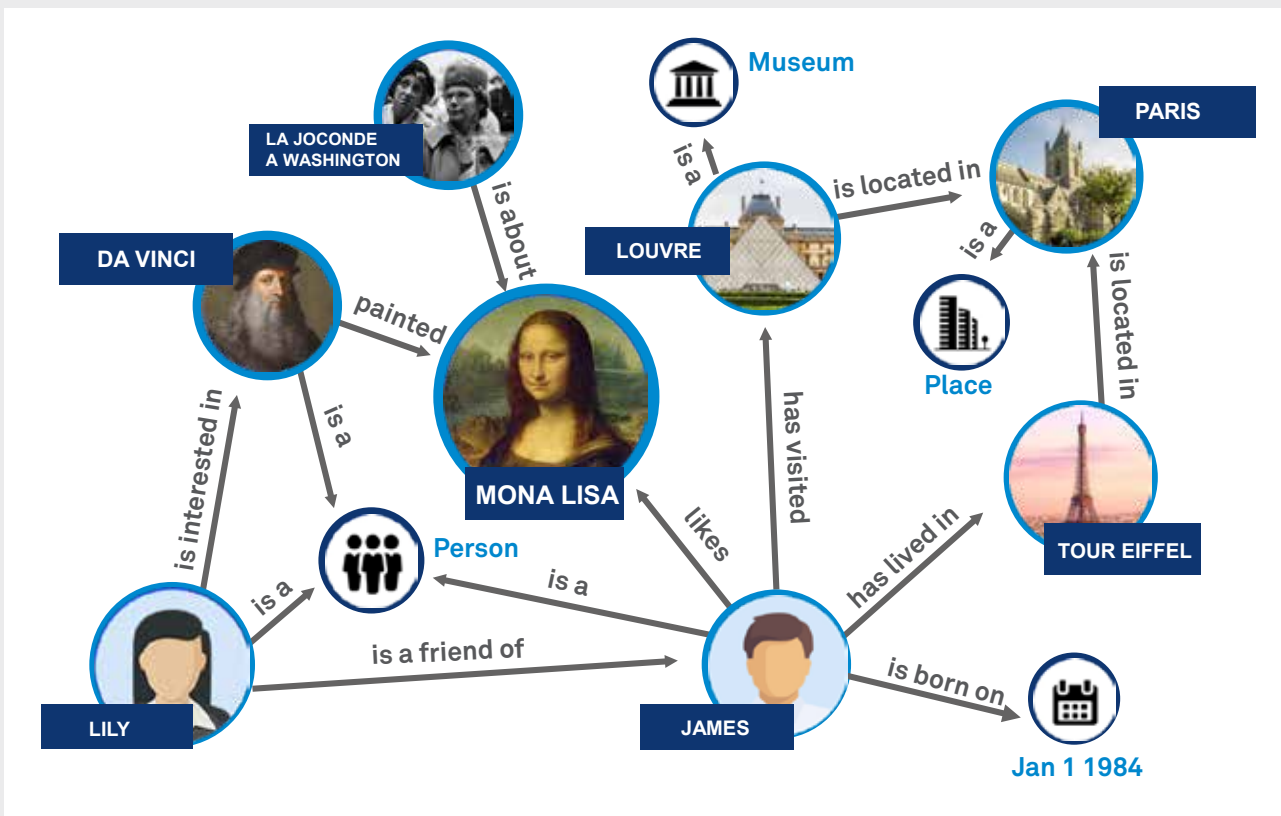 Museum
PARIS
LA JOCONDE
A WASHINGTON
is a
is located in
is about
DA VINCI
LOUVRE
is a
is located in
painted
Place
is interested in
is a
has visited
MONA LISA
likes
TOUR EIFFEL
Person
has lived in
is a
is a
is a friend of
is born on
LILY
JAMES
Jan 1 1984